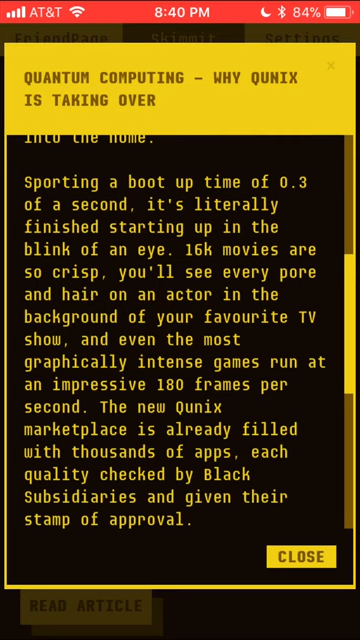 AT&T 8:40 PM 84%
FriendPage Skimmit Settings
×
QUANTUM COMPUTING - WHY QUNIX
IS TAKING OVER
into the home.
Sporting a boot up time of 0.3
of a second, it's literally
finished starting up in the
blink of an eye. 16k movies are
so crisp, you'll see every pore
and hair on an actor in the
background of your favourite TV
show, and even the most
graphically intense games run at
an impressive 180 frames per
second. The new Qunix
marketplace is already filled
with thousands of apps, each
quality checked by Black
Subsidiaries and given their
stamp of approval.
CLOSE
READ ARTICLE